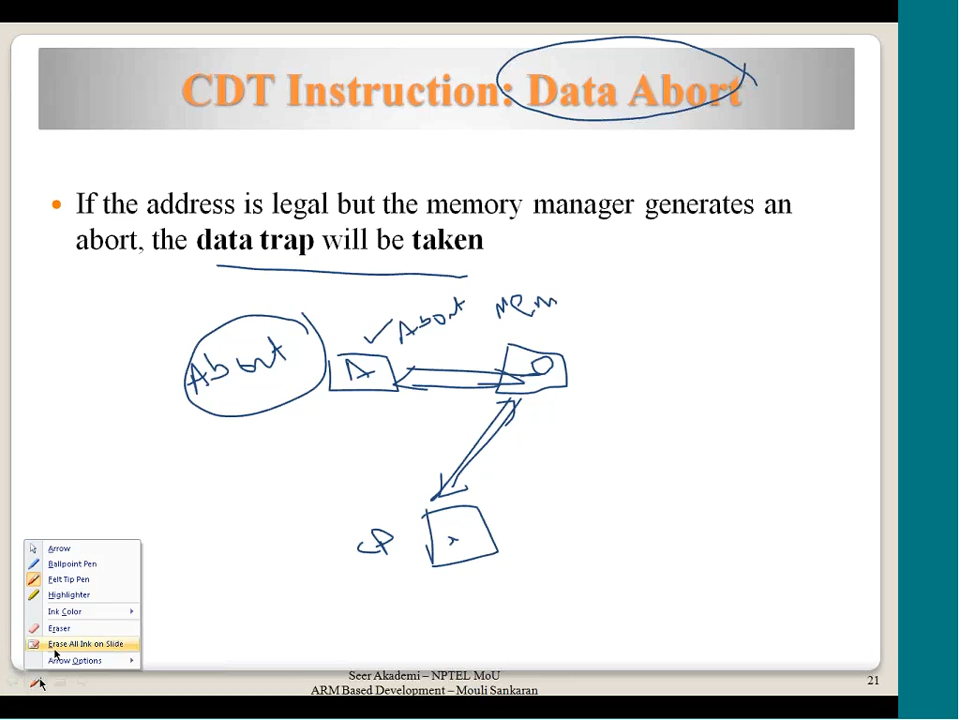 CDT Instruction: Data Abort
If the address is legal but the memory manager generates an
abort, the data trap will be taken
Abort
A
Abort
Mem
CP
x
Arrow
Ballpoint Pen
Felt Tip Pen
Highlighter
Ink Color
Eraser
Erase All Ink on Slide
Arrow Options
Seer Akademi – NPTEL MoU
ARM Based Development – Mouli Sankaran
21